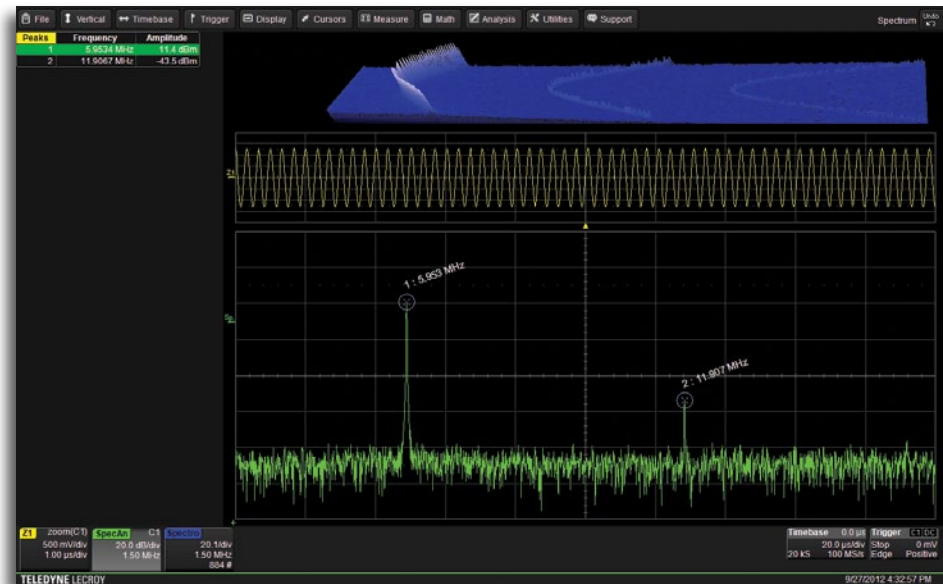 File Vertical Timebase Trigger Display Cursors Measure Math Analysis Utilities Support
Spectrum Undo
Peaks Frequency Amplitude
1 5.9534 MHz 11.4 dBm
2 11.9067 MHz -43.5 dBm
Z1
1 : 5.953 MHz
Sp
2 : 11.907 MHz
Z1 zoom(C1)
500 mV/div
1.00 µs/div
SpecAn C1
20.0 dB/div
1.50 MHz
Spectro
20.1/div
1.50 MHz
884 #
Timebase 0.0 µs
20.0 µs/div
20 kS 100 MS/s
Trigger C1 DC
Stop 0 mV
Edge Positive
TELEDYNE LECROY
9/27/2012 4:32:57 PM